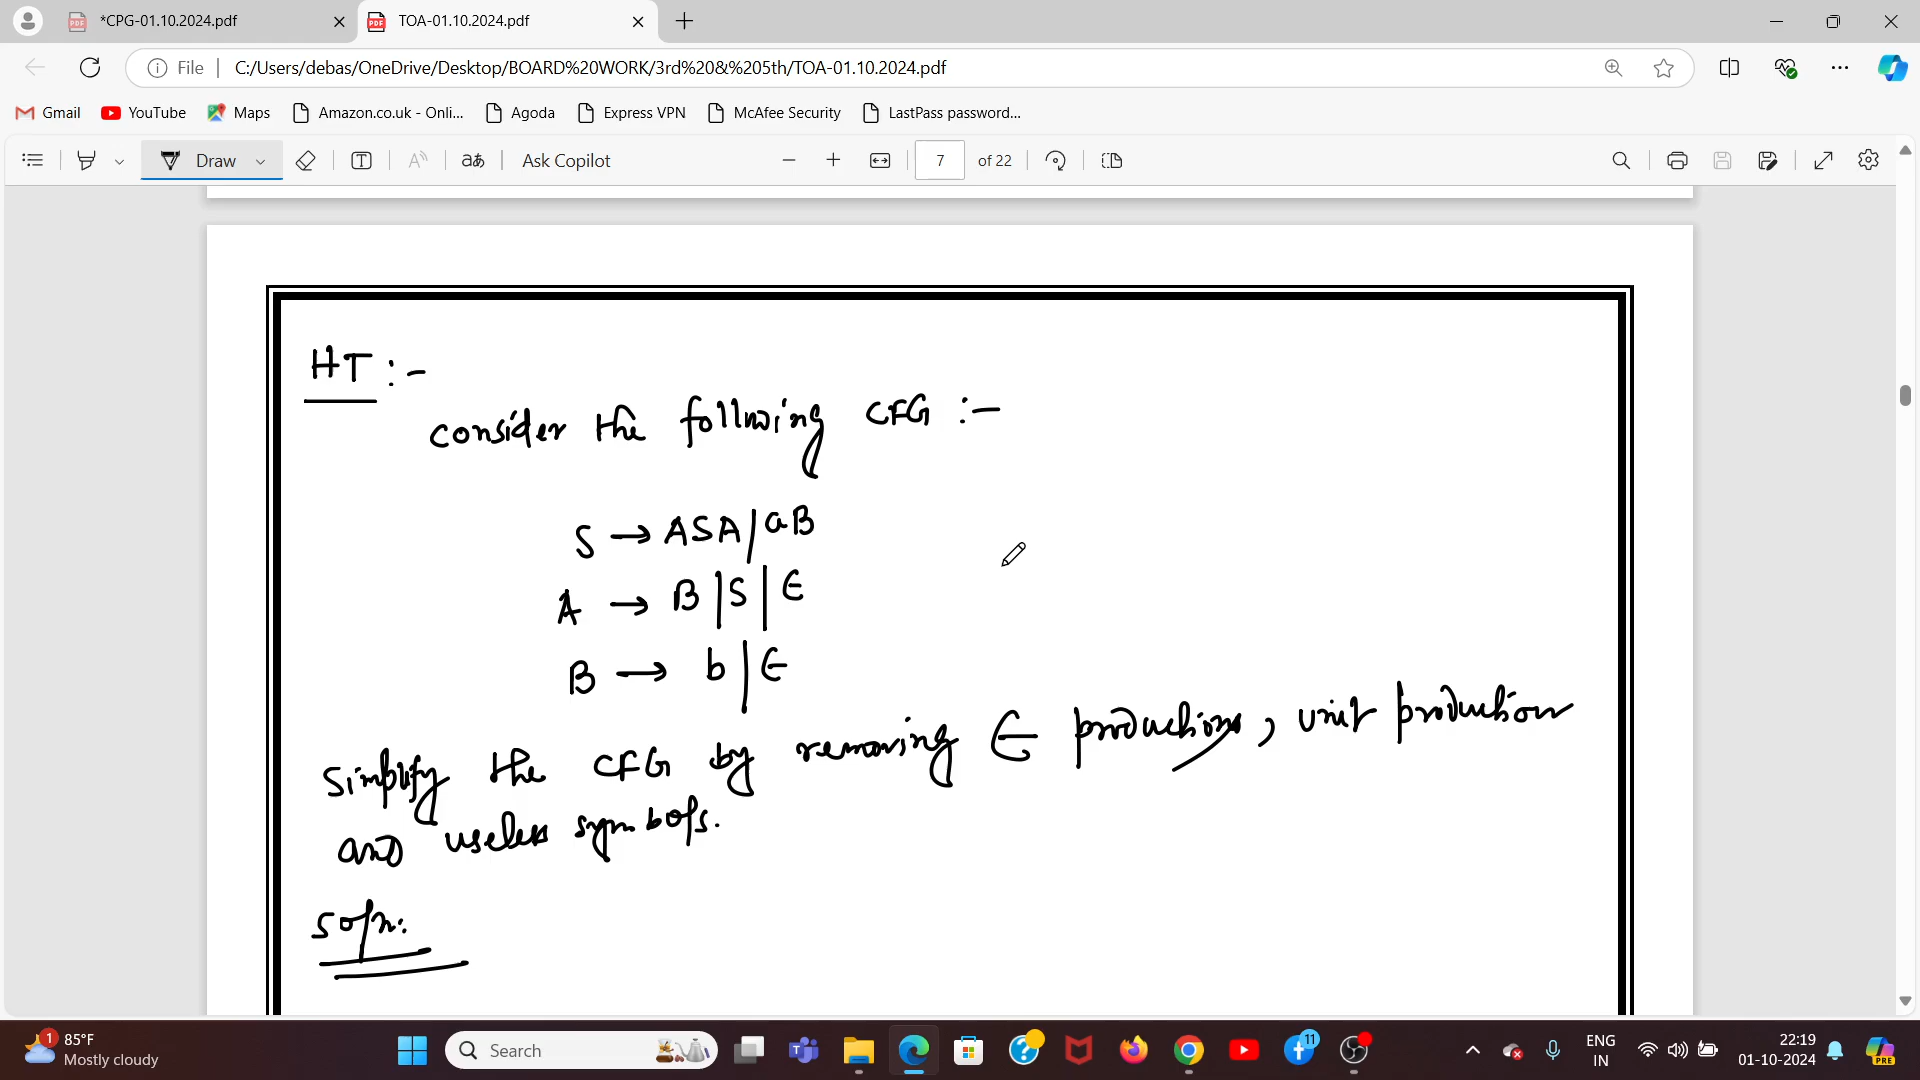 *CPG-01.10.2024.pdf
TOA-01.10.2024.pdf
File
C:/Users/debas/OneDrive/Desktop/BOARD%20WORK/3rd%20&%205th/TOA-01.10.2024.pdf
Gmail
YouTube
Maps
Amazon.co.uk - Onli...
Agoda
Express VPN
McAfee Security
LastPass password...
Draw
Ask Copilot
7 of 22
HT :-
consider the following CFG :-
S → ASA | aB
A → B | S | ∈
B → b | ∈
simplify the CFG by removing ∈ productions, unit production
and useless symbols.
Soln:
1
85°F
Mostly cloudy
Search
11
ENG
IN
22:19
01-10-2024
PRE